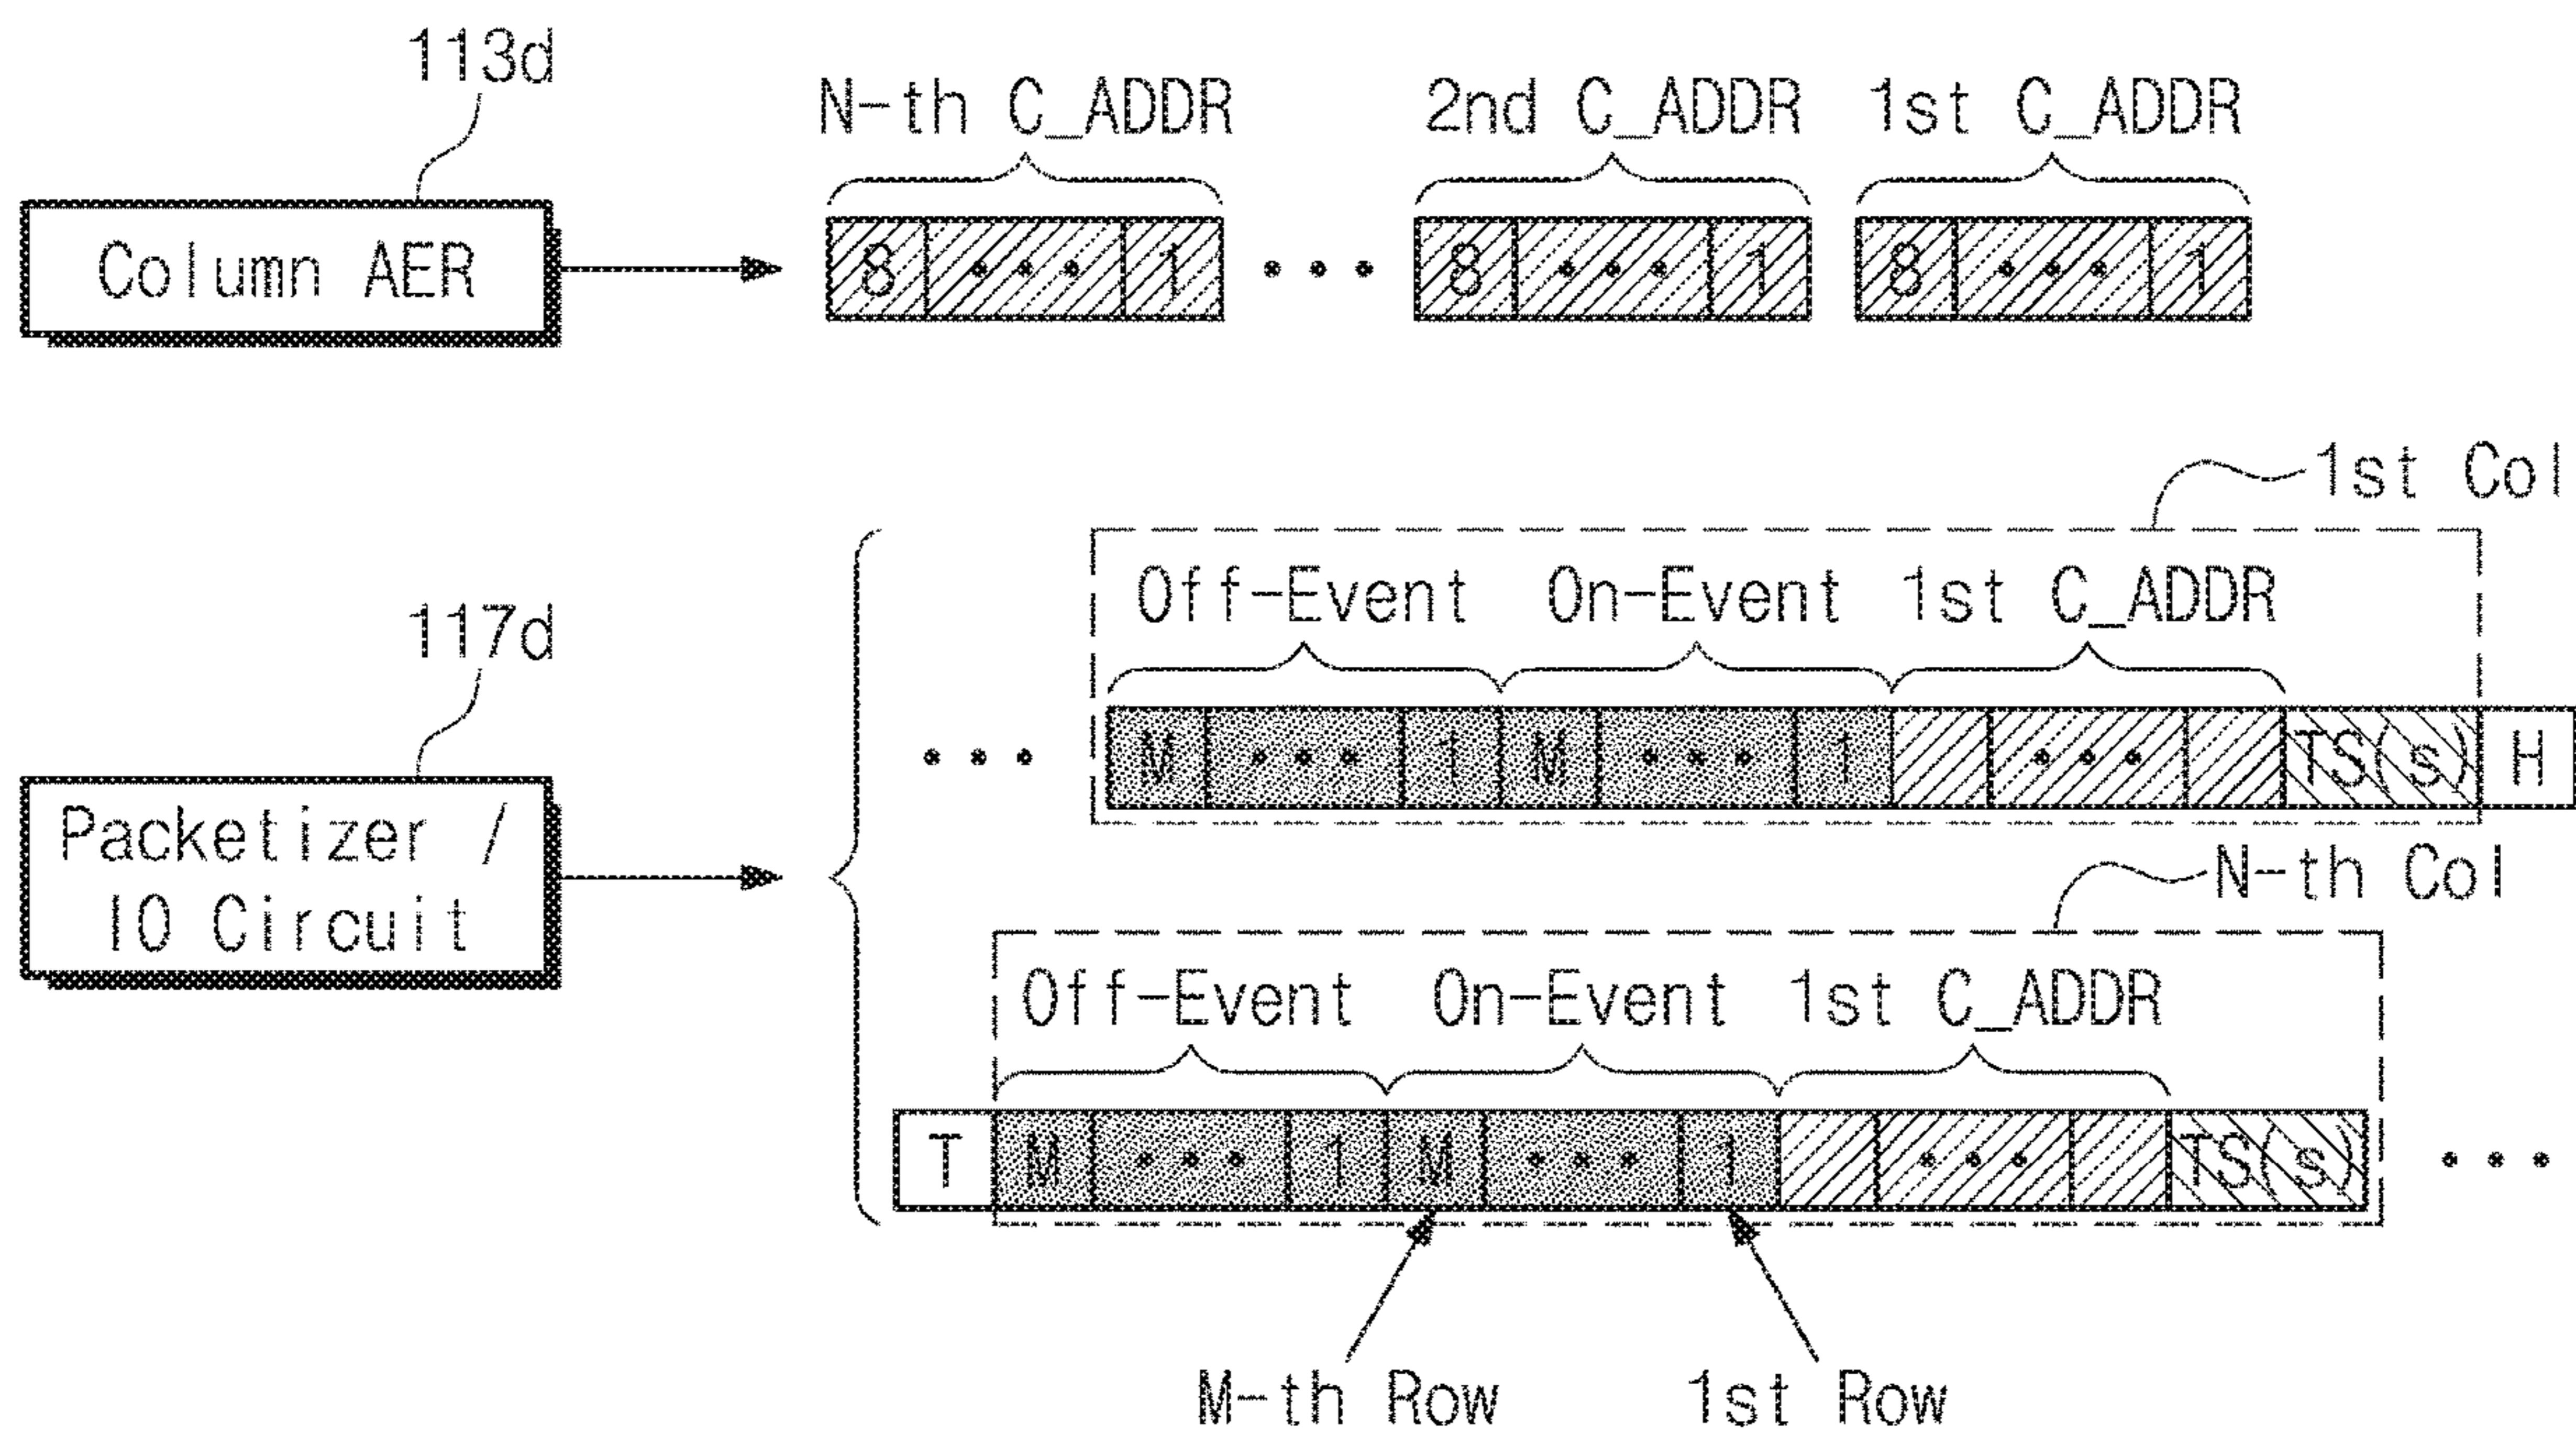 113d
N-th C_ADDR 2nd C_ADDR 1st C_ADDR
Column AER
8 • • • 1 • • • 8 • • • 1 8 • • • 1
1st Col
Off-Event On-Event 1st C_ADDR
117d
• • • M • • • 1 M • • • 1 • • • TS(s) H
Packetizer /
IO Circuit
N-th Col
Off-Event On-Event 1st C_ADDR
T M • • • 1 M • • • 1 • • • TS(s) • • •
M-th Row 1st Row